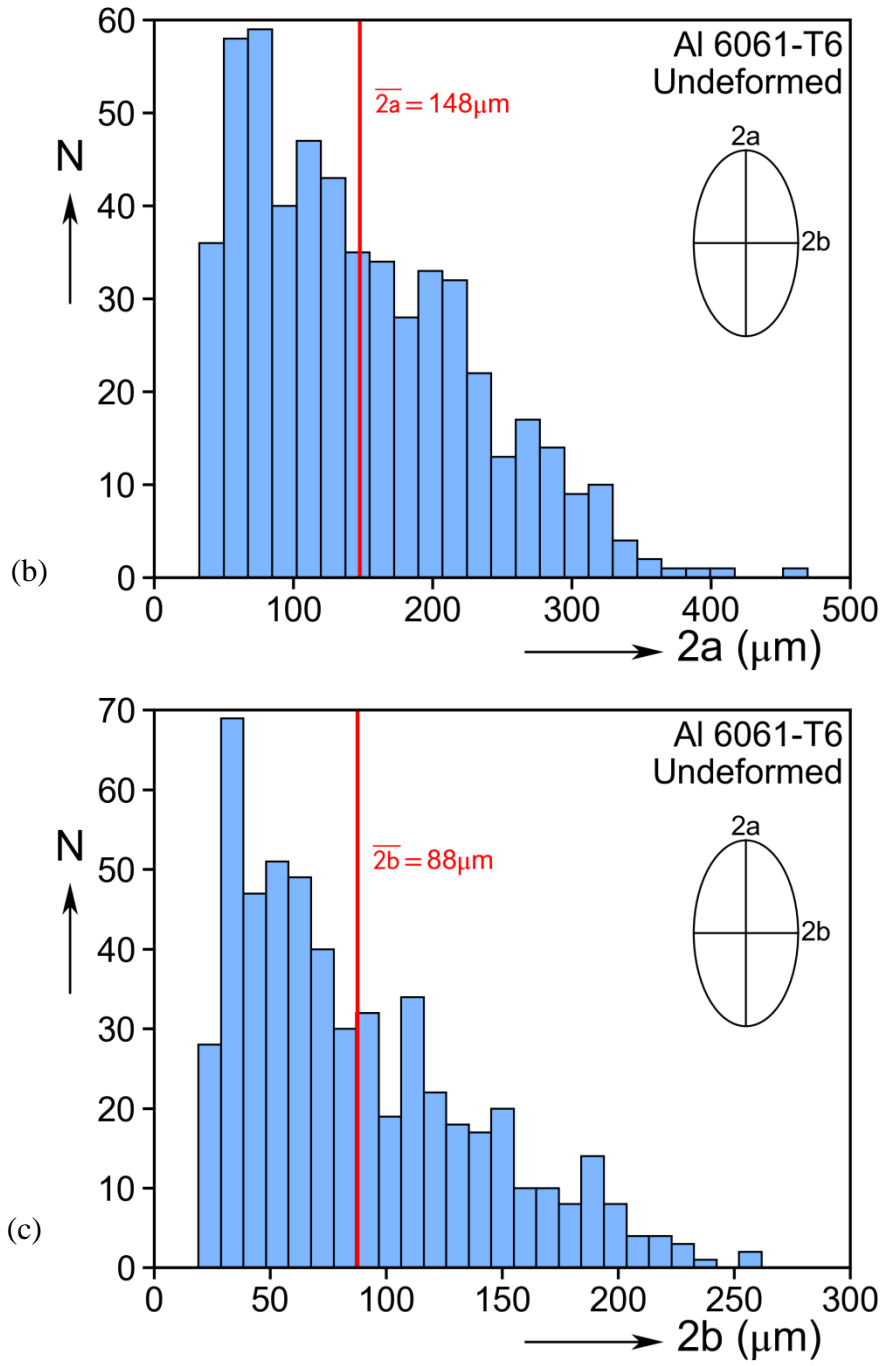 60
50
40
30
20
10
0
N
Al 6061-T6
Undeformed
2a = 148μm
2a
2b
(b)
0 100 200 300 400 500
2a (μm)
70
60
50
40
30
20
10
0
N
Al 6061-T6
Undeformed
2b = 88μm
2a
2b
(c)
0 50 100 150 200 250 300
2b (μm)